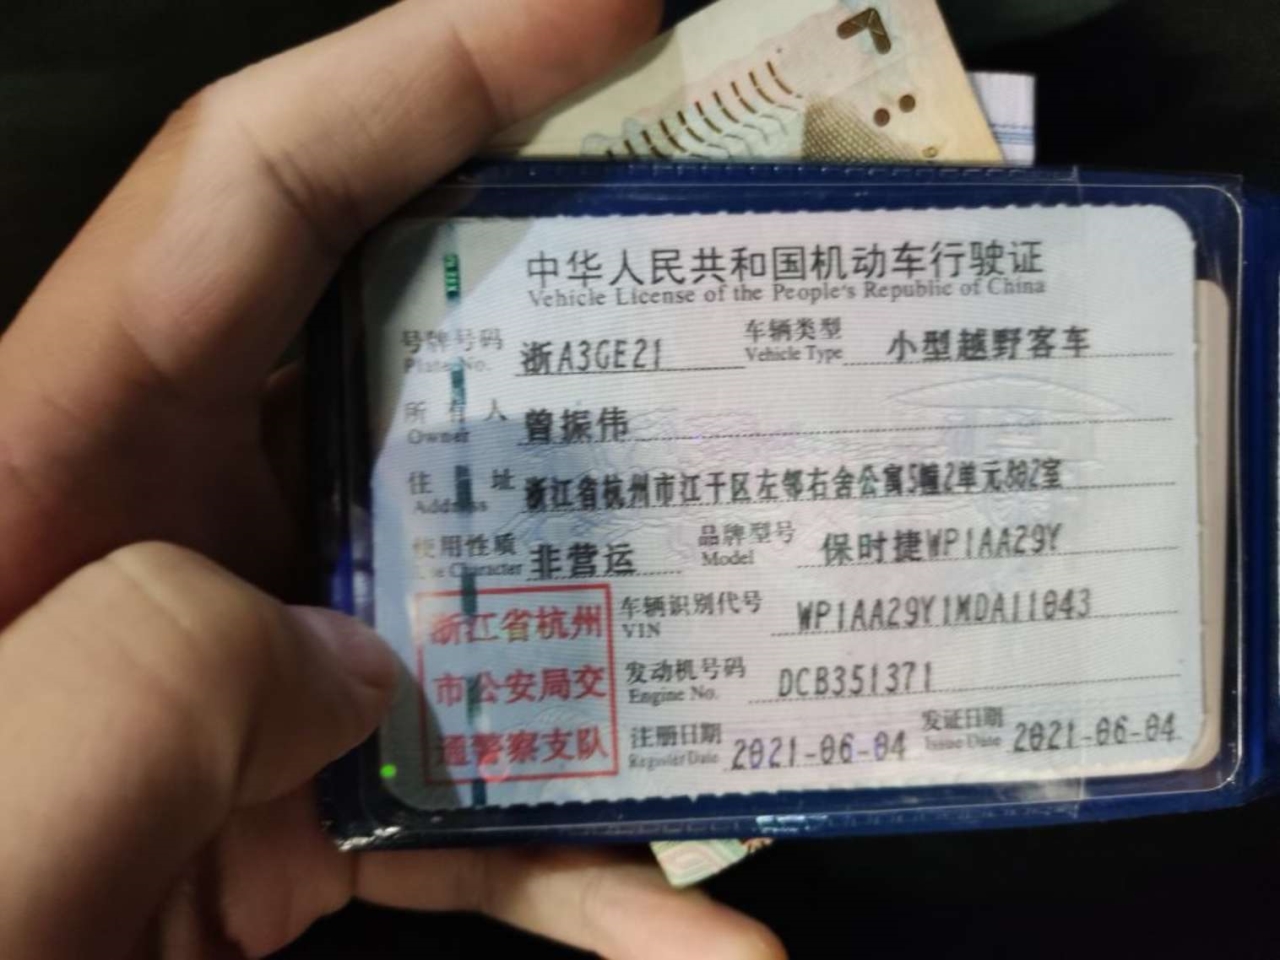 中华人民共和国机动车行驶证
Vehicle License of the People's Republic of China
号牌号码 浙A3GE21 车辆类型 小型越野客车
Plate No. Vehicle Type
所有人 曾振伟
Owner
住址 浙江省杭州市江干区左邻右舍公寓5幢2单元802室
Address
使用性质 非营运 品牌型号 保时捷WP1AA29Y
Use Character Model
浙江省杭州
市公安局交
通警察支队
车辆识别代号 WP1AA29Y1MDA11043
VIN
发动机号码 DCB351371
Engine No.
注册日期 2021-06-04 发证日期 2021-06-04
Register Date Issue Date